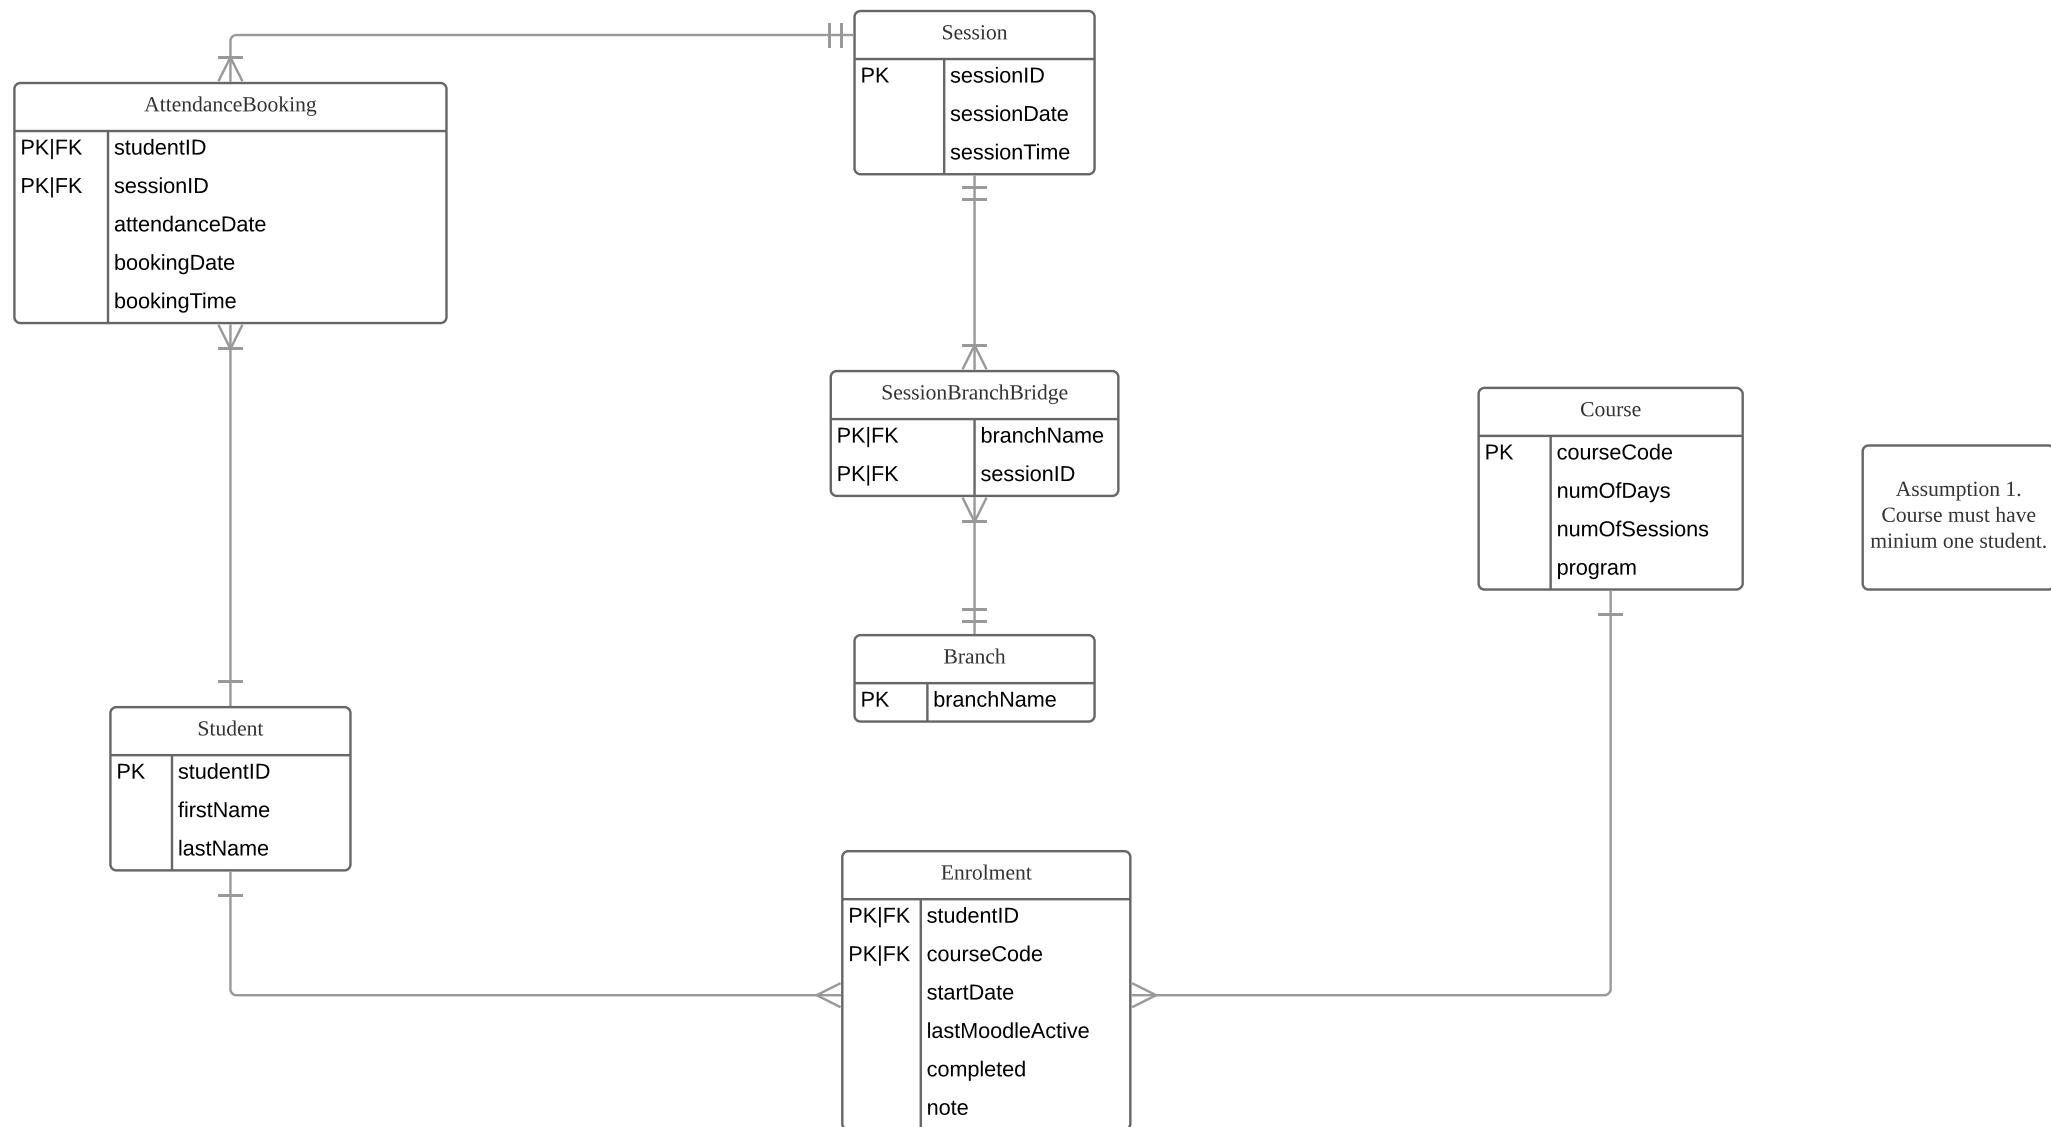 Session
PK sessionID
sessionDate
sessionTime
AttendanceBooking
PK|FK studentID
PK|FK sessionID
attendanceDate
bookingDate
bookingTime
SessionBranchBridge
PK|FK branchName
PK|FK sessionID
Course
PK courseCode
numOfDays
numOfSessions
program
Assumption 1.
Course must have
minium one student.
Branch
PK branchName
Student
PK studentID
firstName
lastName
Enrolment
PK|FK studentID
PK|FK courseCode
startDate
lastMoodleActive
completed
note